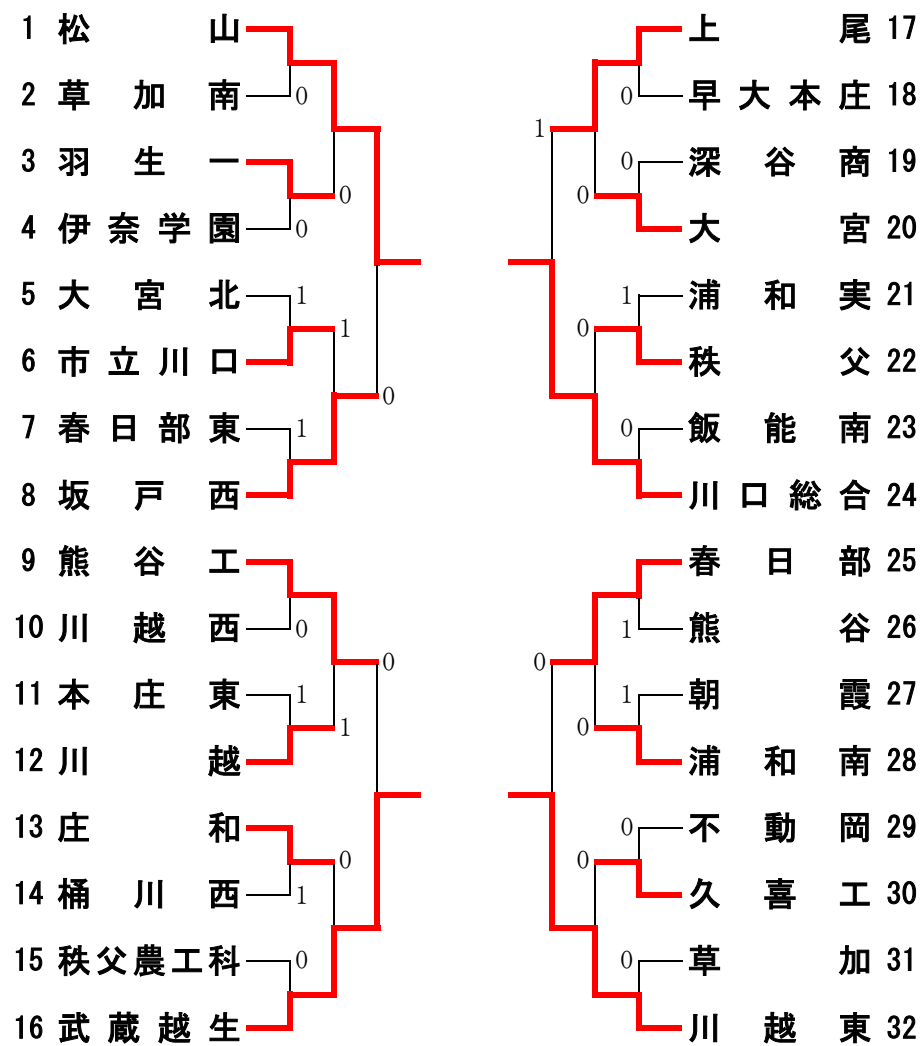 1 松山
2 草加南
0
3 羽生一
0
4 伊奈学園
0
5 大宮北
1
1
6 市立川口
0
7 春日部東
1
8 坂戸西
9 熊谷工
10 川越西
0
0
11 本庄東
1
1
12 川越
13 庄和
0
14 桶川西
1
15 秩父農工科
0
16 武蔵越生
上尾 17
0
早大本庄 18
1
0
深谷商 19
0
大宮 20
1
浦和実 21
0
秩父 22
0
飯能南 23
川口総合 24
春日部 25
1
熊谷 26
0
1
朝霞 27
0
浦和南 28
0
不動岡 29
0
久喜工 30
0
草加 31
川越東 32